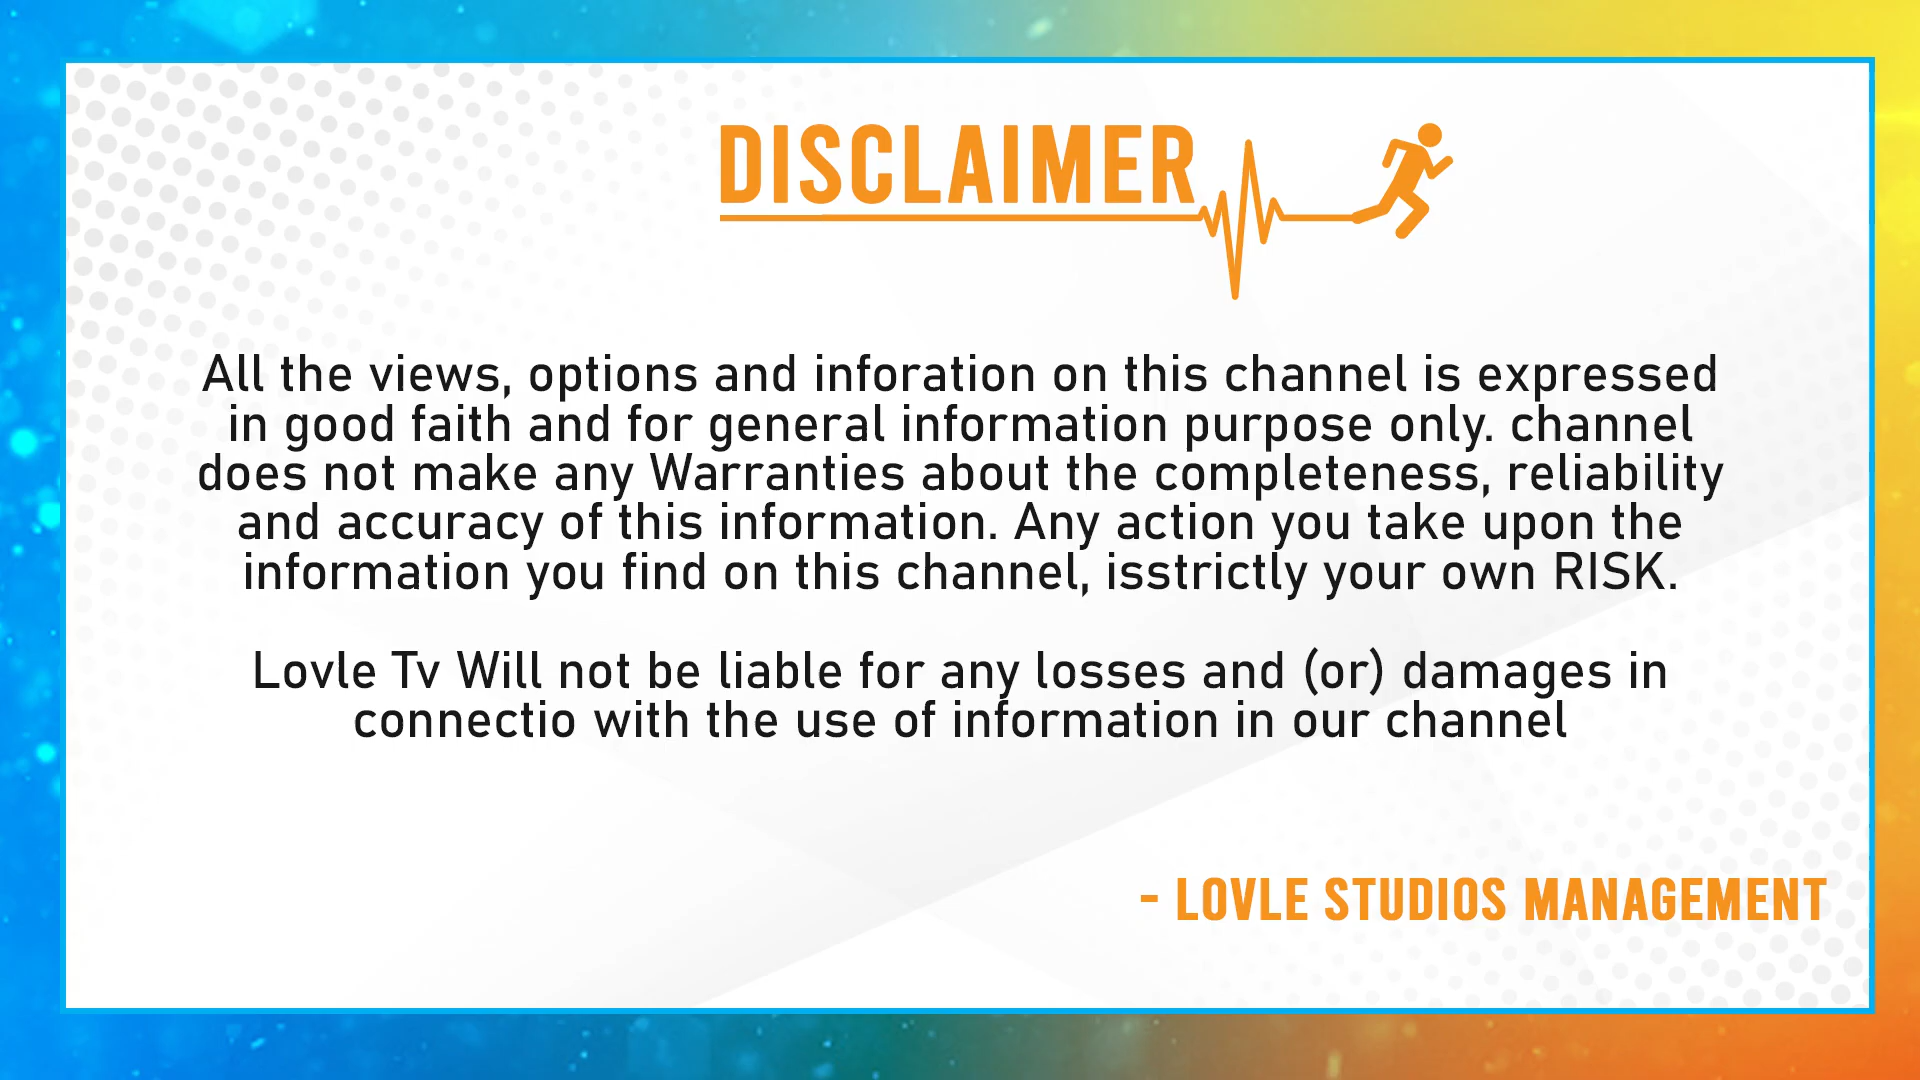 DISCLAIMER
All the views, options and inforation on this channel is expressed
in good faith and for general information purpose only. channel
does not make any Warranties about the completeness, reliability
and accuracy of this information. Any action you take upon the
information you find on this channel, isstrictly your own RISK.
Lovle Tv Will not be liable for any losses and (or) damages in
connectio with the use of information in our channel
- LOVLE STUDIOS MANAGEMENT